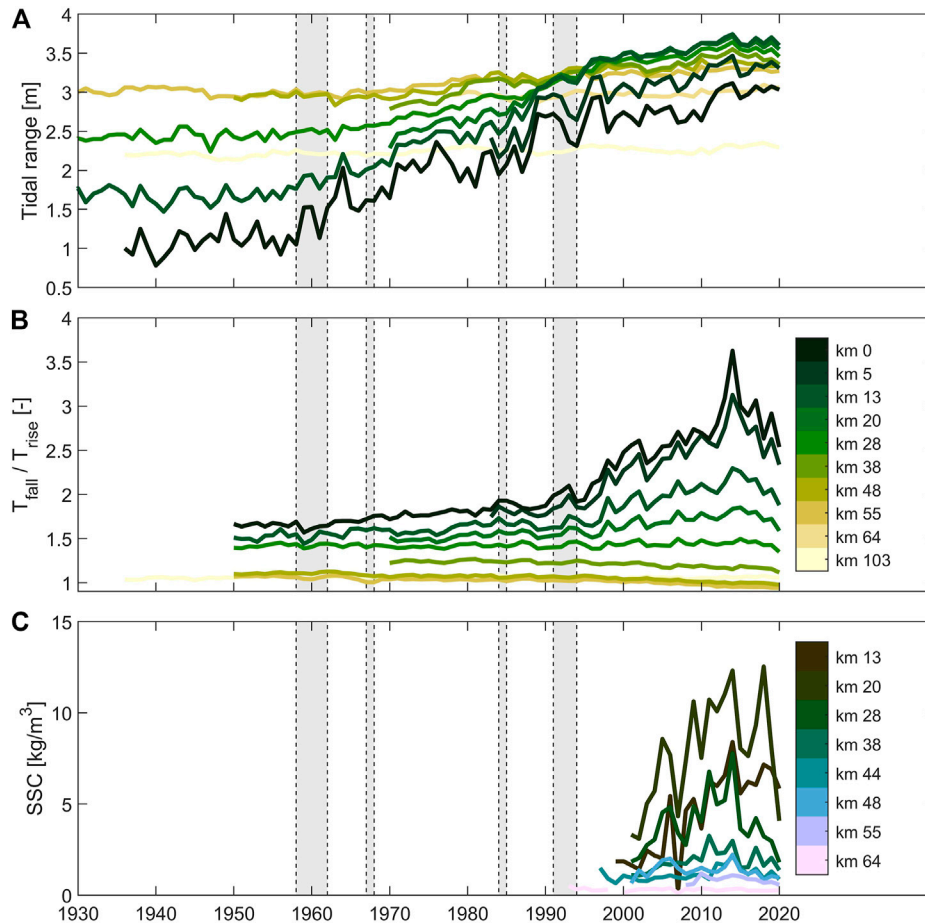 A
4
3.5
3
2.5
2
1.5
1
0.5
Tidal range [m]
B
4
3.5
3
2.5
2
1.5
1
T_fall / T_rise [-]
km 0
km 5
km 13
km 20
km 28
km 38
km 48
km 55
km 64
km 103
C
15
10
5
0
SSC [kg/m³]
km 13
km 20
km 28
km 38
km 44
km 48
km 55
km 64
1930 1940 1950 1960 1970 1980 1990 2000 2010 2020